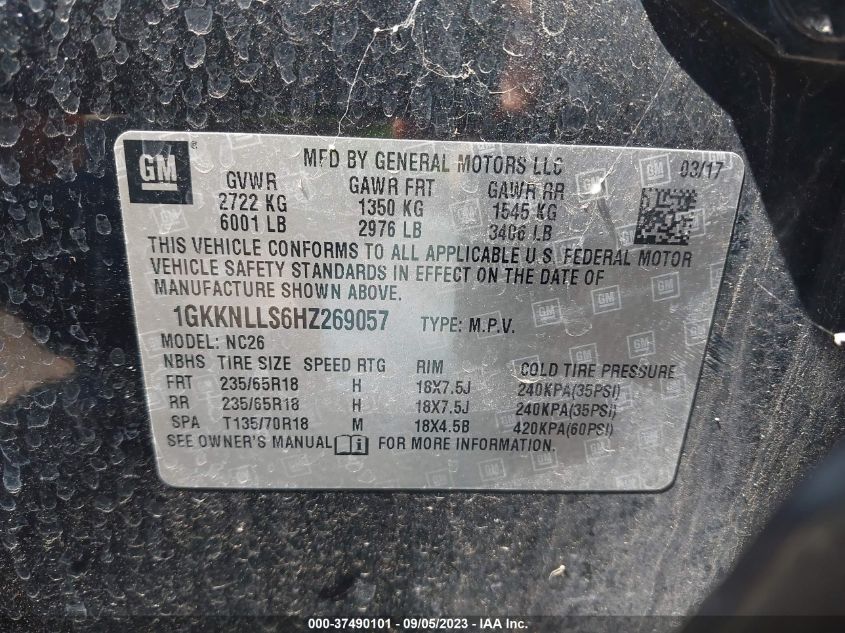 GM ® MFD BY GENERAL MOTORS LLC 03/17
GVWR GAWR FRT GAWR RR
2722 KG 1350 KG 1545 KG
6001 LB 2976 LB 3406 LB
THIS VEHICLE CONFORMS TO ALL APPLICABLE U.S. FEDERAL MOTOR
VEHICLE SAFETY STANDARDS IN EFFECT ON THE DATE OF
MANUFACTURE SHOWN ABOVE.
1GKKNLLS6HZ269057 TYPE: M.P.V.
MODEL: NC26
NBHS TIRE SIZE SPEED RTG RIM COLD TIRE PRESSURE
FRT 235/65R18 H 18X7.5J 240KPA(35PSI)
RR 235/65R18 H 18X7.5J 240KPA(35PSI)
SPA T135/70R18 M 18X4.5B 420KPA(60PSI)
SEE OWNER'S MANUAL FOR MORE INFORMATION.
000-37490101 - 09/05/2023 - IAA Inc.